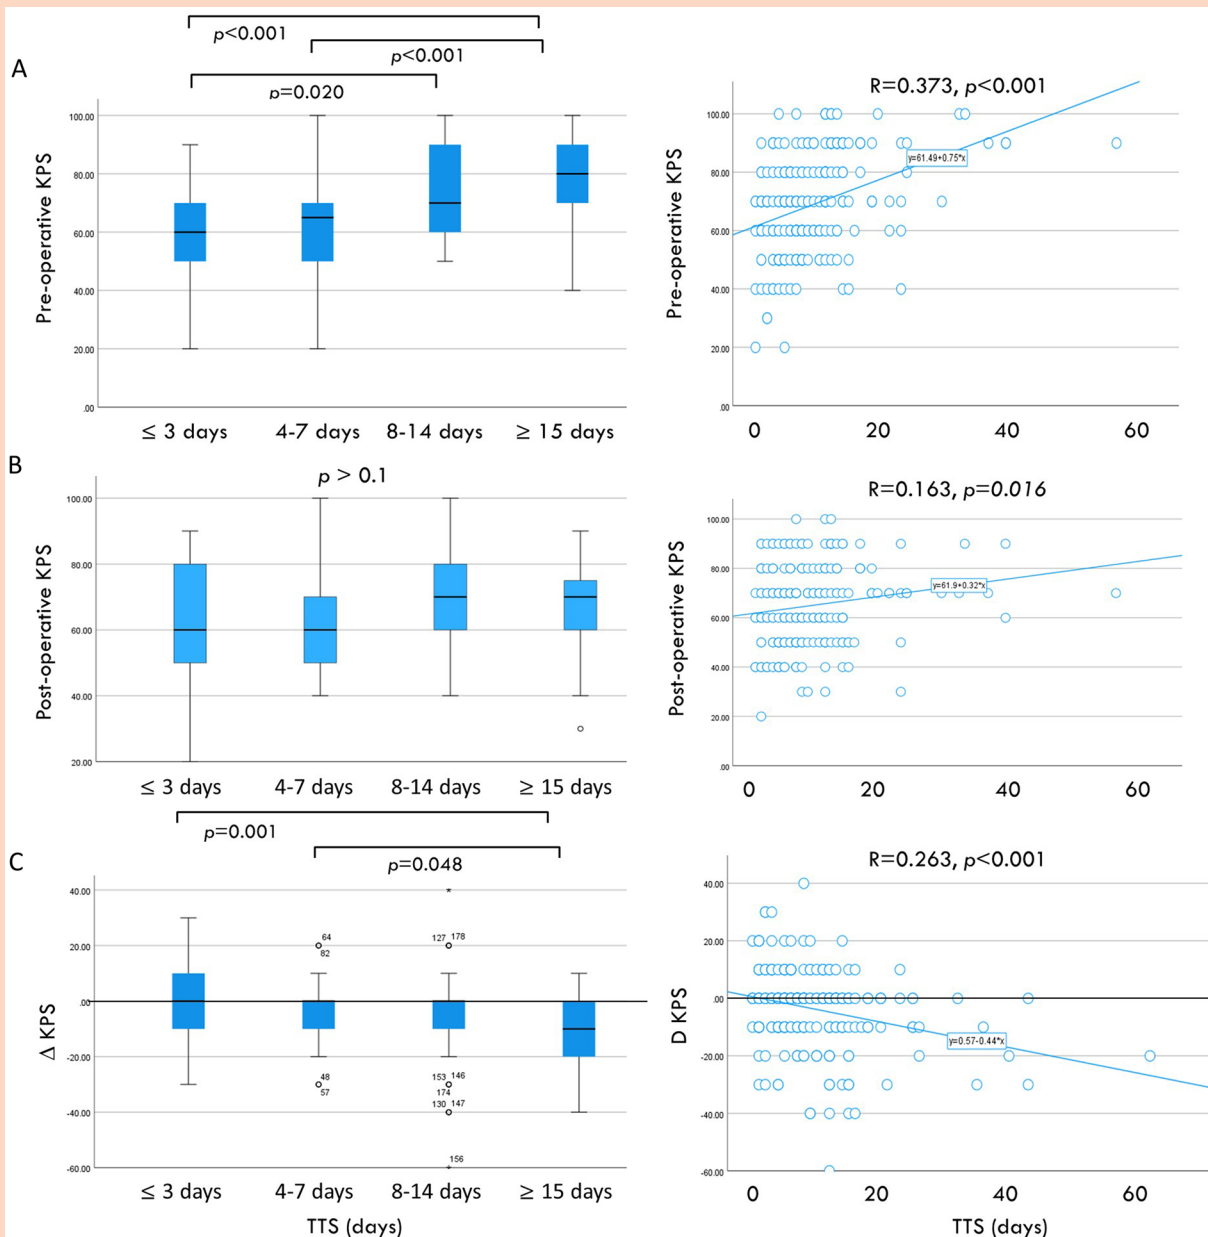 p<0.001
p<0.001
p=0.020
A
Pre-operative KPS
100.00
80.00
60.00
40.00
20.00
.00
≤ 3 days
4-7 days
8-14 days
≥ 15 days
R=0.373, p<0.001
Pre-operative KPS
100.00
80.00
60.00
40.00
20.00
.00
y=61.49+0.75*x
0
20
40
60
B
p > 0.1
Post-operative KPS
100.00
80.00
60.00
40.00
20.00
≤ 3 days
4-7 days
8-14 days
≥ 15 days
R=0.163, p=0.016
Post-operative KPS
100.00
80.00
60.00
40.00
20.00
.00
y=61.9+0.32*x
0
20
40
60
p=0.001
p=0.048
C
Δ KPS
40.00
20.00
.00
-20.00
-40.00
-60.00
64
82
48
57
127 178
153 146
174
130 147
156
≤ 3 days
4-7 days
8-14 days
≥ 15 days
TTS (days)
R=0.263, p<0.001
D KPS
40.00
20.00
.00
-20.00
-40.00
-60.00
y=0.57-0.44*x
0
20
40
60
TTS (days)